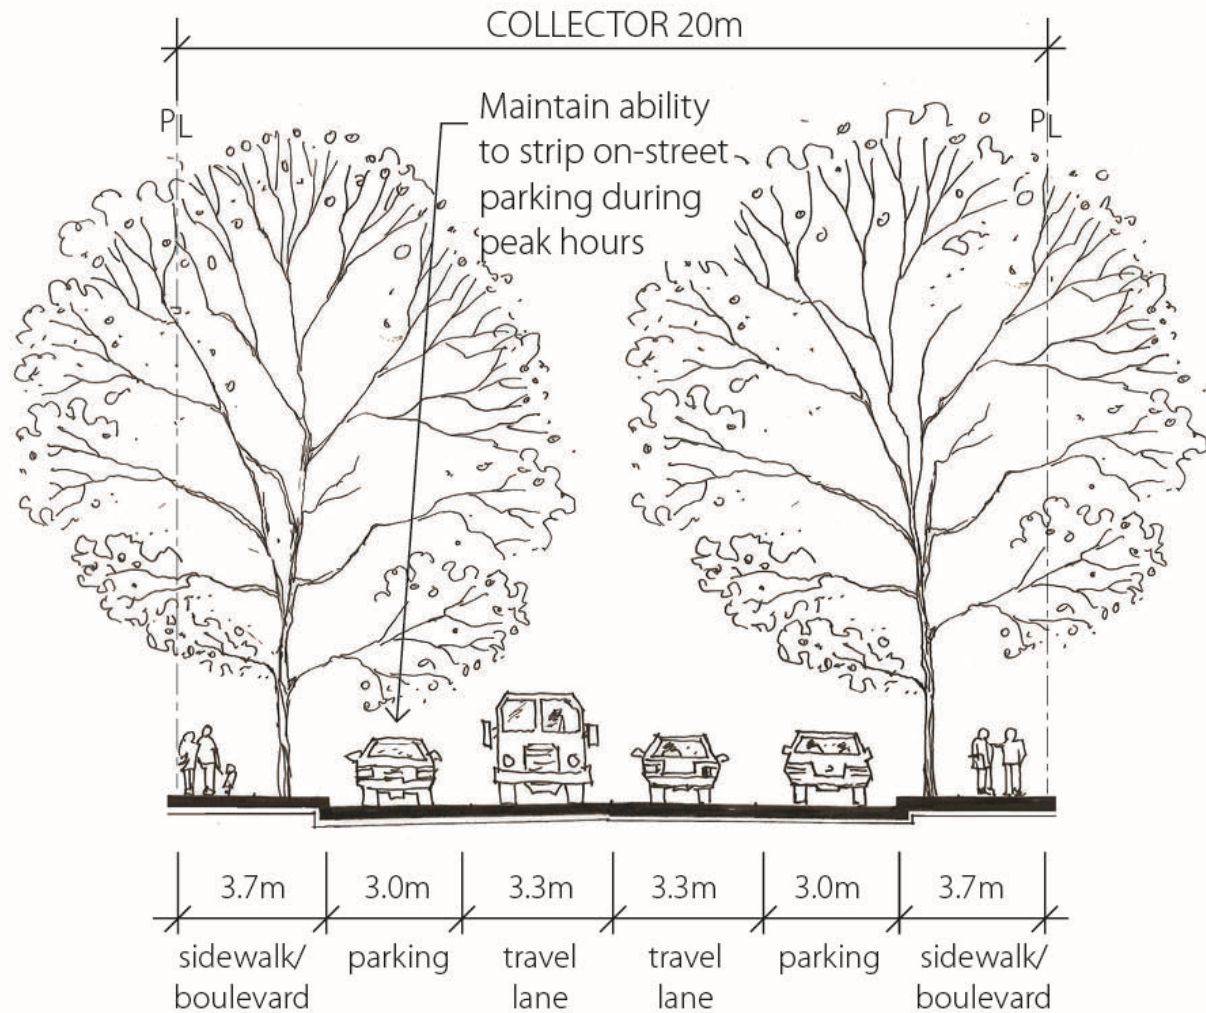 COLLECTOR 20m
PL
PL
Maintain ability
to strip on-street
parking during
peak hours
3.7m 3.0m 3.3m 3.3m 3.0m 3.7m
sidewalk/ parking travel travel parking sidewalk/
boulevard lane lane boulevard